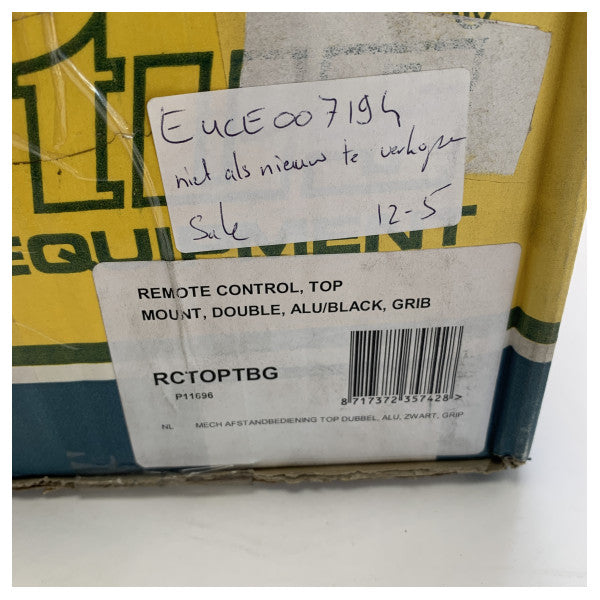 EUCE007194
niet als nieuw te verkopen
Sale 12-5
EQUIPMENT
REMOTE CONTROL, TOP
MOUNT, DOUBLE, ALU/BLACK, GRIB
RCTOPTBG
P11696
8 717372 357428 >
NL MECH AFSTANDBEDIENING TOP DUBBEL, ALU, ZWART, GRIP